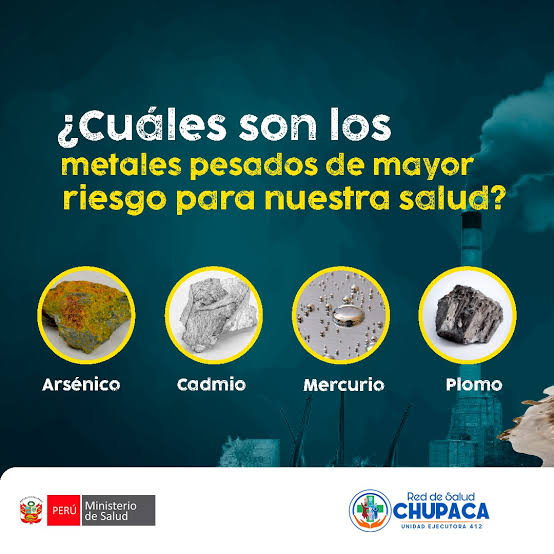 ¿Cuáles son los
metales pesados de mayor
riesgo para nuestra salud?
Arsénico
Cadmio
Mercurio
Plomo
PERÚ
Ministerio
de Salud
Red de Salud
CHUPACA
UNIDAD EJECUTORA 412